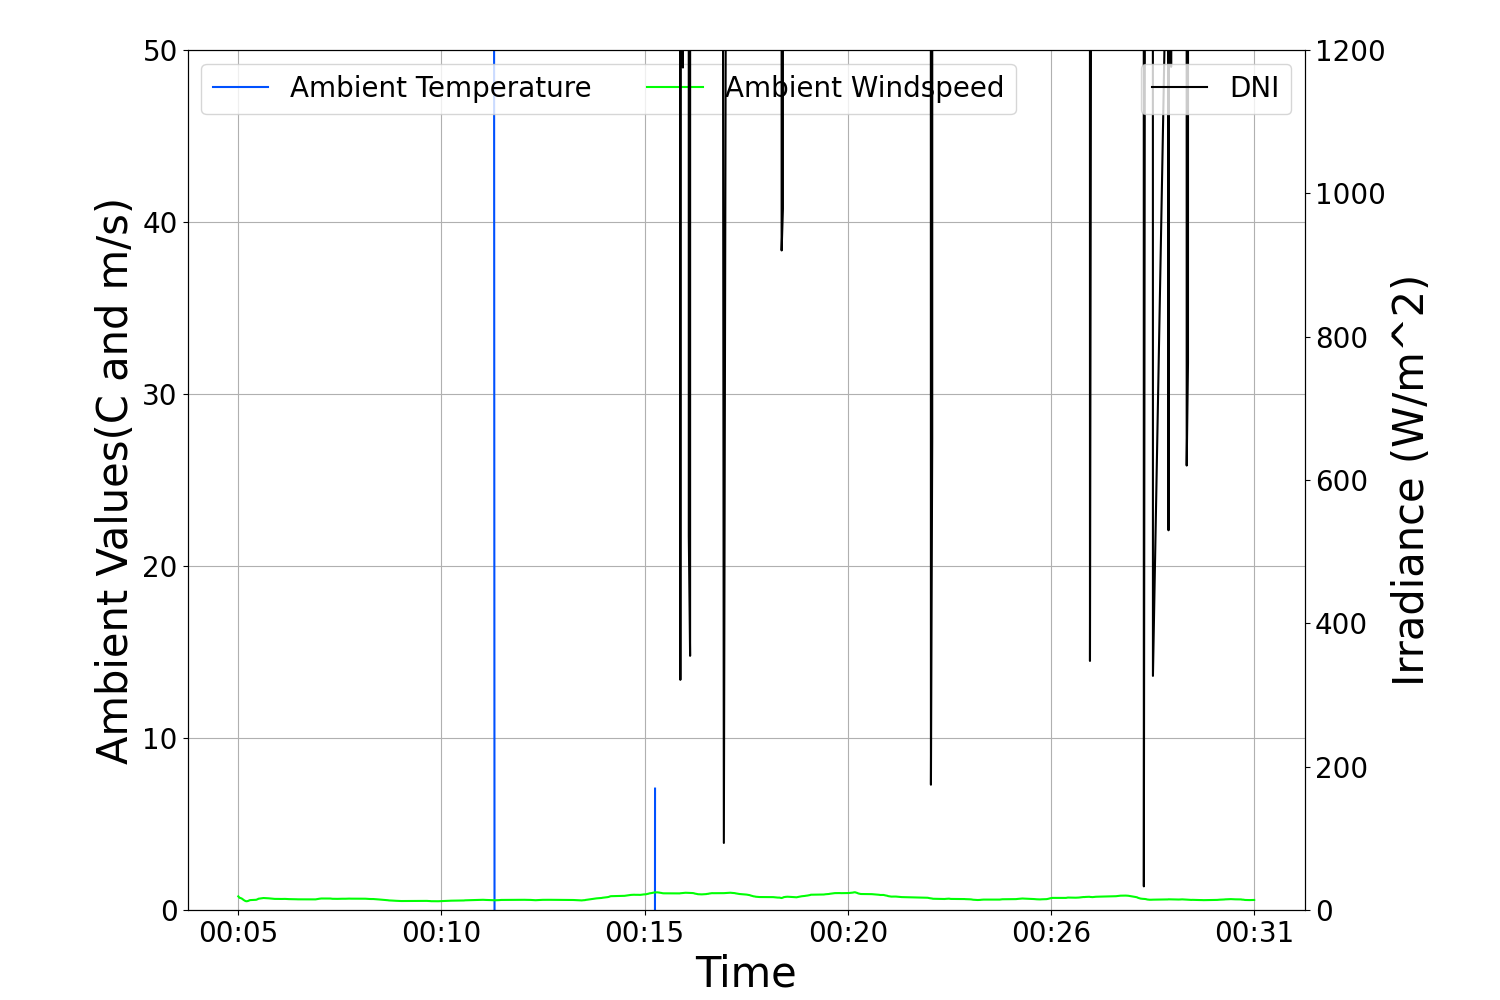 Ambient Temperature
Ambient Windspeed
DNI
Ambient Values(C and m/s)
50
40
30
20
10
0
1200
1000
800
600
400
200
0
Irradiance (W/m^2)
00:05 00:10 00:15 00:20 00:26 00:31
Time